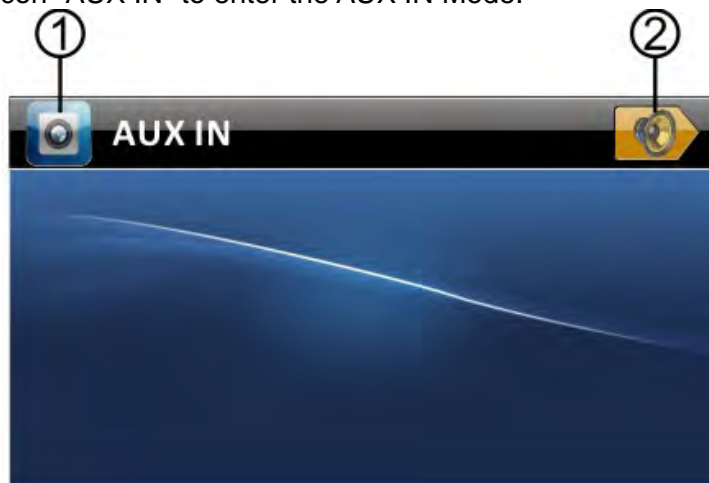 "AUX IN" to enter the AUX IN Mode.
① ②
AUX IN